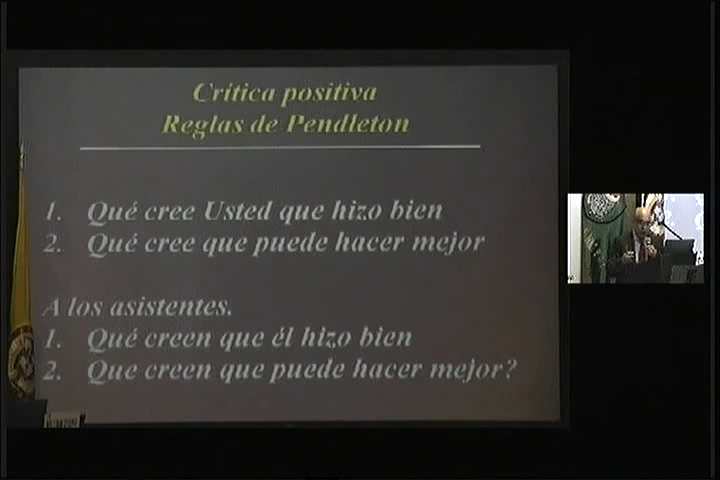 Crítica positiva
Reglas de Pendleton
1. Qué cree Usted que hizo bien
2. Qué cree que puede hacer mejor
A los asistentes.
1. Qué creen que él hizo bien
2. Que creen que puede hacer mejor?